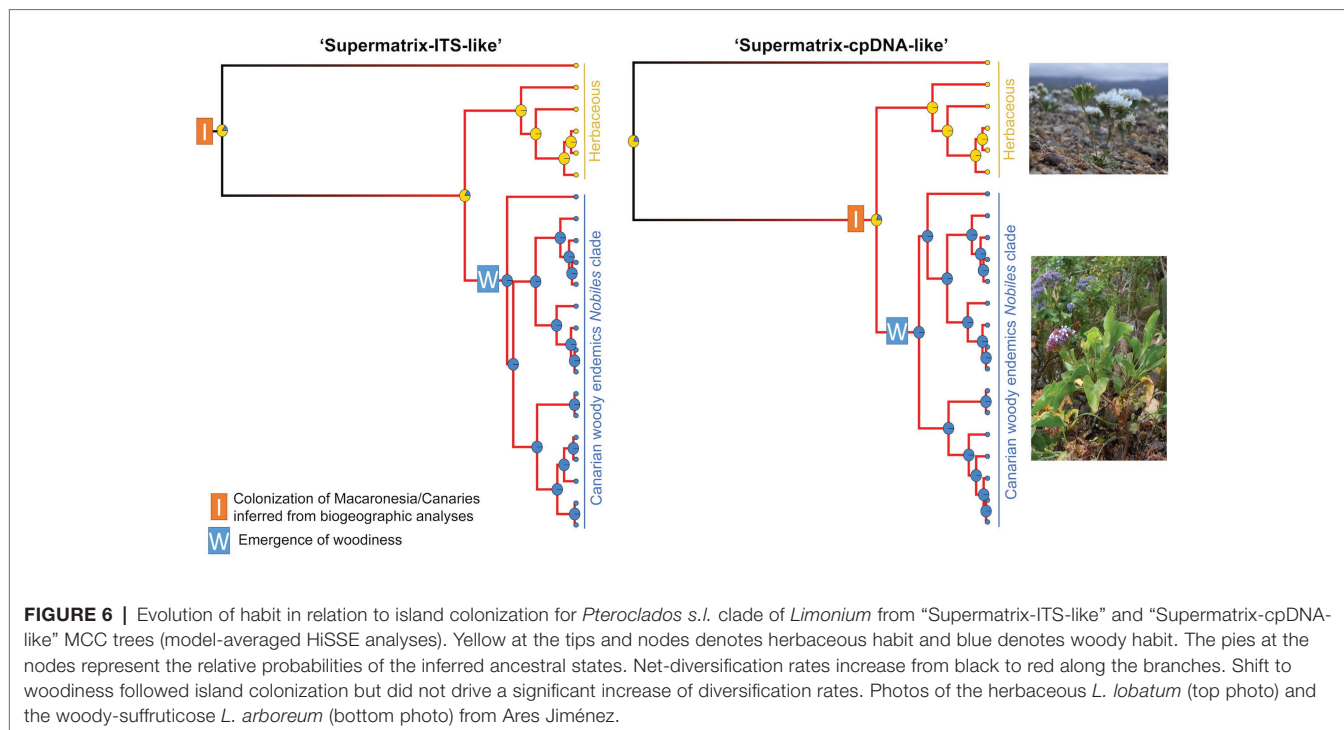 'Supermatrix-ITS-like'
'Supermatrix-cpDNA-like'
I
W
Herbaceous
Canarian woody endemics Nobiles clade
I
W
Herbaceous
Canarian woody endemics Nobiles clade
I Colonization of Macaronesia/Canaries
inferred from biogeographic analyses
W Emergence of woodiness
FIGURE 6 | Evolution of habit in relation to island colonization for Pteroclados s.l. clade of Limonium from “Supermatrix-ITS-like” and “Supermatrix-cpDNA-
like” MCC trees (model-averaged HiSSE analyses). Yellow at the tips and nodes denotes herbaceous habit and blue denotes woody habit. The pies at the
nodes represent the relative probabilities of the inferred ancestral states. Net-diversification rates increase from black to red along the branches. Shift to
woodiness followed island colonization but did not drive a significant increase of diversification rates. Photos of the herbaceous L. lobatum (top photo) and
the woody-suffruticose L. arboreum (bottom photo) from Ares Jiménez.